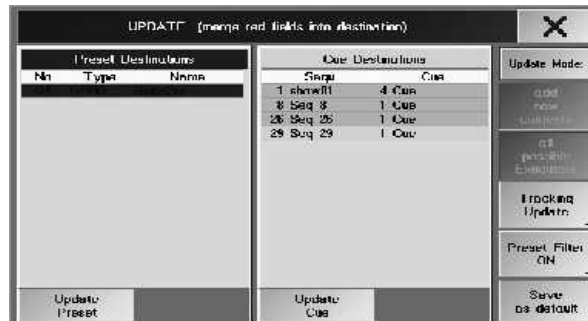 UPDATE (merge red fields into destination)
Preset Destinations
No Type Name
Cue Destinations
Sequ Cue
1 show01 4 Cue
8 Seq 8 1 Cue
26 Seq 26 1 Cue
29 Seq 29 1 Cue
Update Preset
Update Cue
Update Mode:
add
new
all
possible
Executors
Tracking
Update
Preset Filter
ON
Save
as default